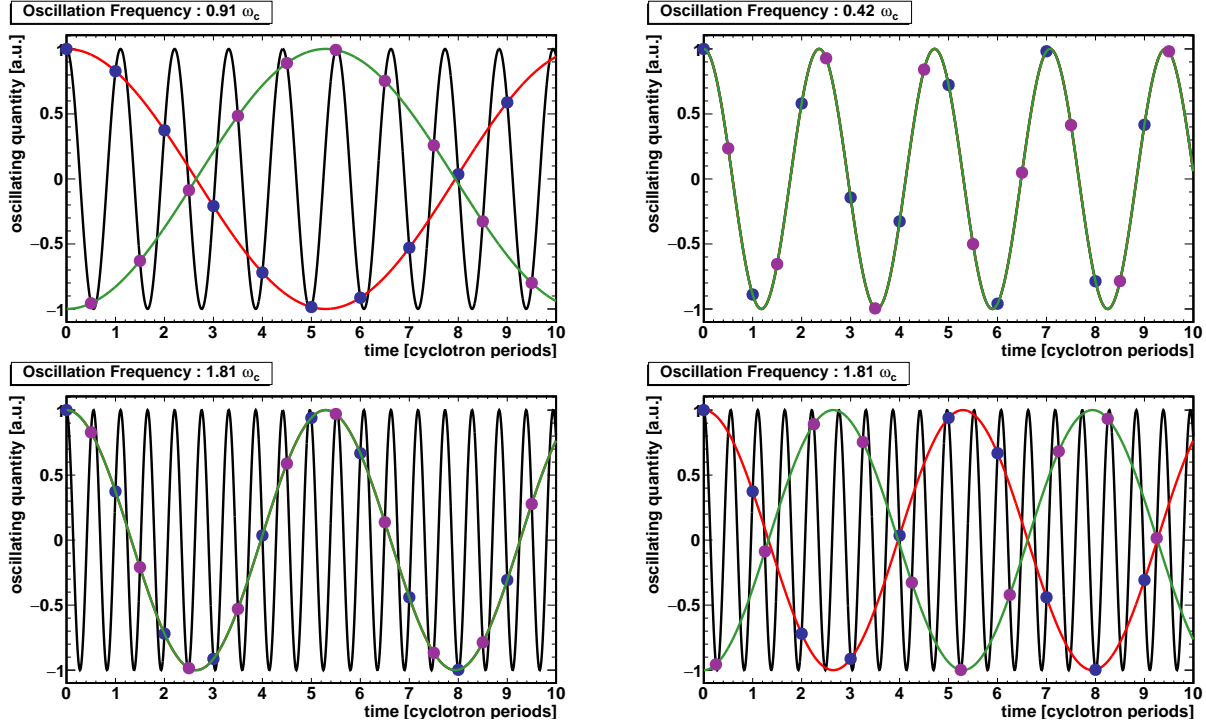 Oscillation Frequency : 0.91 ω_c
oscillating quantity [a.u.]
1
0.5
0
−0.5
−1
0 1 2 3 4 5 6 7 8 9 10
time [cyclotron periods]
Oscillation Frequency : 0.42 ω_c
oscillating quantity [a.u.]
1
0.5
0
−0.5
−1
0 1 2 3 4 5 6 7 8 9 10
time [cyclotron periods]
Oscillation Frequency : 1.81 ω_c
oscillating quantity [a.u.]
1
0.5
0
−0.5
−1
0 1 2 3 4 5 6 7 8 9 10
time [cyclotron periods]
Oscillation Frequency : 1.81 ω_c
oscillating quantity [a.u.]
1
0.5
0
−0.5
−1
0 1 2 3 4 5 6 7 8 9 10
time [cyclotron periods]